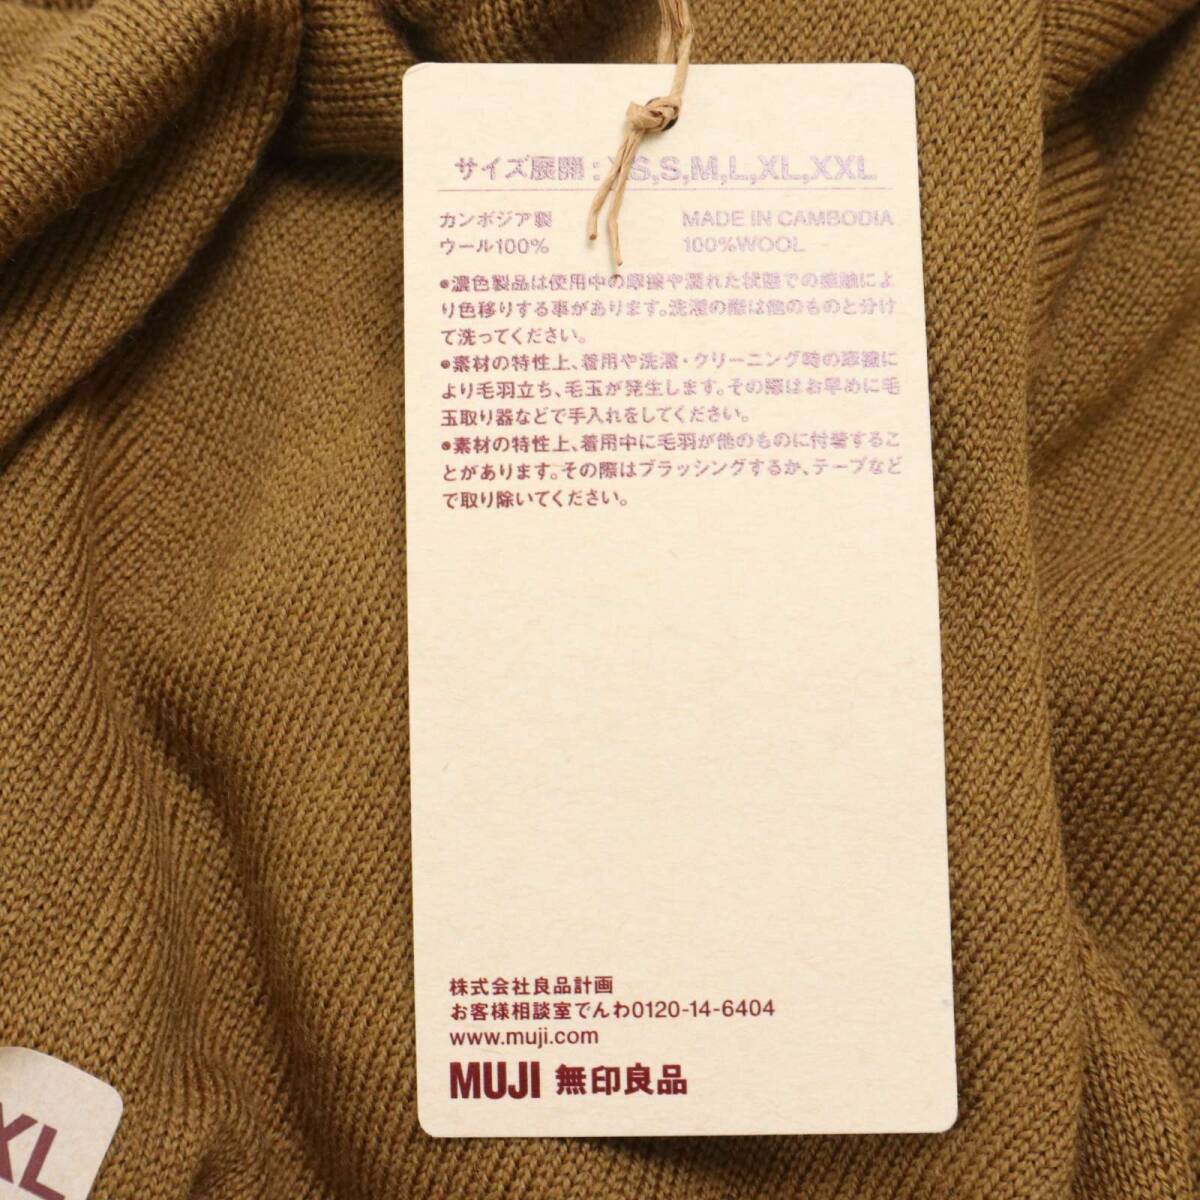 サイズ展開：XS,S,M,L,XL,XXL
カンボジア製 MADE IN CAMBODIA
ウール100% 100%WOOL
●濃色製品は使用中の摩擦や濡れた状態での接触によ
り色移りする事があります。洗濯の際は他のものと分け
て洗ってください。
●素材の特性上、着用や洗濯・クリーニング時の摩擦に
より毛羽立ち、毛玉が発生します。その際はお早めに毛
玉取り器などで手入れをしてください。
●素材の特性上、着用中に毛羽が他のものに付着するこ
とがあります。その際はブラッシングするか、テープなど
で取り除いてください。
株式会社良品計画
お客様相談室でんわ0120-14-6404
www.muji.com
MUJI 無印良品
XL